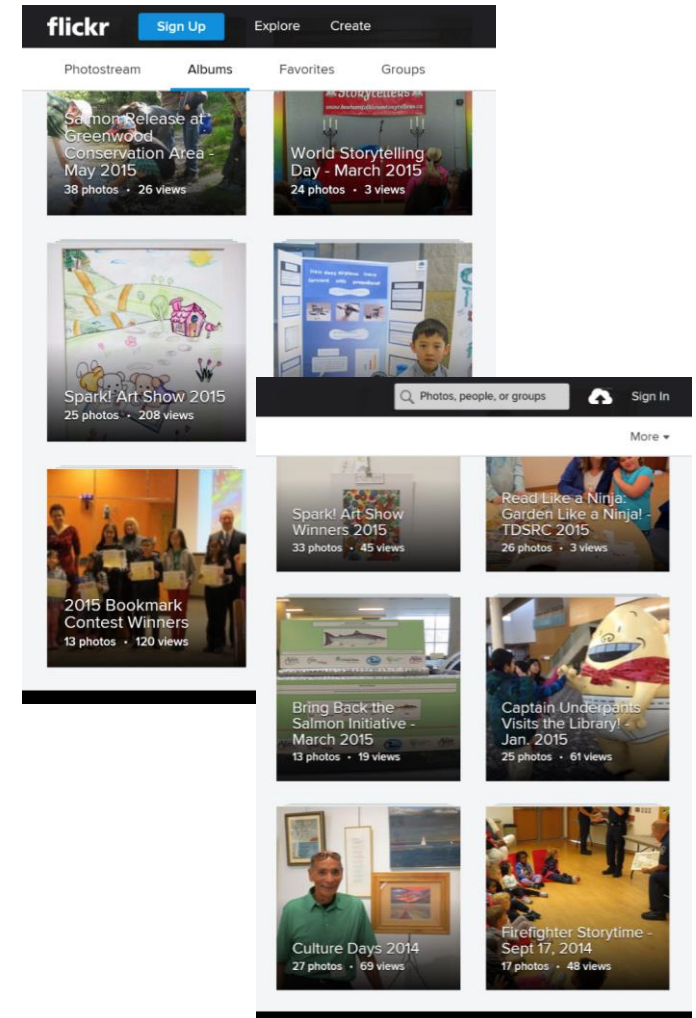 flickr
Sign Up
Explore
Create
Photostream
Albums
Favorites
Groups
Salmon Release at
Greenwood
Conservation Area -
May 2015
38 photos • 26 views
Storytellers
World Storytelling
Day - March 2015
24 photos • 3 views
Spark! Art Show 2015
25 photos • 208 views
2015 Bookmark
Contest Winners
13 photos • 120 views
Photos, people, or groups
Sign In
More
Spark! Art Show
Winners 2015
33 photos • 45 views
Read Like a Ninja:
Garden Like a Ninja! -
TDSRC 2015
26 photos • 3 views
Bring Back the
Salmon Initiative -
March 2015
13 photos • 19 views
Captain Underpants
Visits the Library! -
Jan. 2015
25 photos • 61 views
Culture Days 2014
27 photos • 69 views
Firefighter Storytime -
Sept 17, 2014
17 photos • 48 views